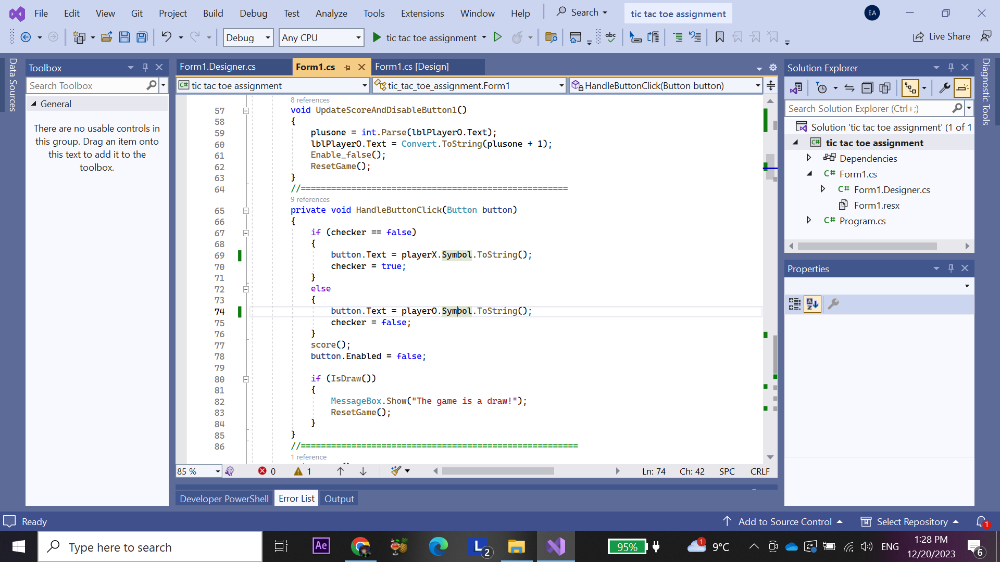 File Edit View Git Project Build Debug Test Analyze Tools Extensions Window Help Search tic tac toe assignment EA
Debug Any CPU tic tac toe assignment abc Live Share
Data Sources
Toolbox
Search Toolbox
General
There are no usable controls in
this group. Drag an item onto
this text to add it to the
toolbox.
Form1.Designer.cs Form1.cs Form1.cs [Design]
C# tic tac toe assignment tic_tac_toe_assignment.Form1 HandleButtonClick(Button button)
8 references
57 void UpdateScoreAndDisableButton1()
58 {
59 plusone = int.Parse(lblPlayerO.Text);
60 lblPlayerO.Text = Convert.ToString(plusone + 1);
61 Enable_false();
62 ResetGame();
63 }
64 //=====================================================
9 references
65 private void HandleButtonClick(Button button)
66 {
67 if (checker == false)
68 {
69 button.Text = playerX.Symbol.ToString();
70 checker = true;
71 }
72 else
73 {
74 button.Text = playerO.Symbol.ToString();
75 checker = false;
76 }
77 score();
78 button.Enabled = false;
79
80 if (IsDraw())
81 {
82 MessageBox.Show("The game is a draw!");
83 ResetGame();
84 }
85 }
86 //=======================================================
1 reference
85 % 0 1 Ln: 74 Ch: 42 SPC CRLF
Developer PowerShell Error List Output
Solution Explorer
Search Solution Explorer (Ctrl+;)
Solution 'tic tac toe assignment' (1 of 1
C# tic tac toe assignment
Dependencies
C# Form1.cs
C# Form1.Designer.cs
Form1.resx
C# Program.cs
Properties
Diagnostic Tools
Ready Add to Source Control Select Repository 1
Type here to search Ae L 2 95% 1 9°C ENG 1:28 PM
12/20/2023 6